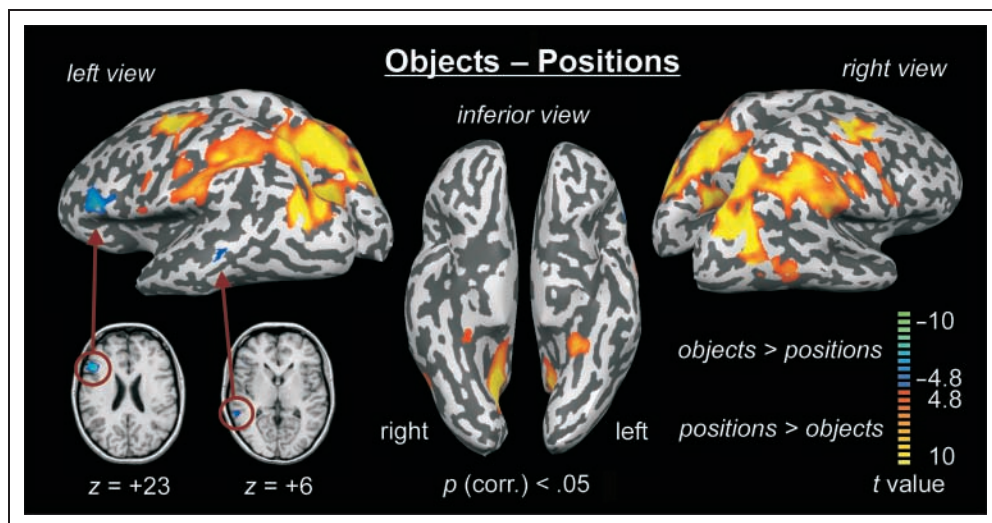 Objects – Positions
left view
inferior view
right view
objects > positions
positions > objects
–10
–4.8
4.8
10
t value
right
left
z = +23
z = +6
p (corr.) < .05